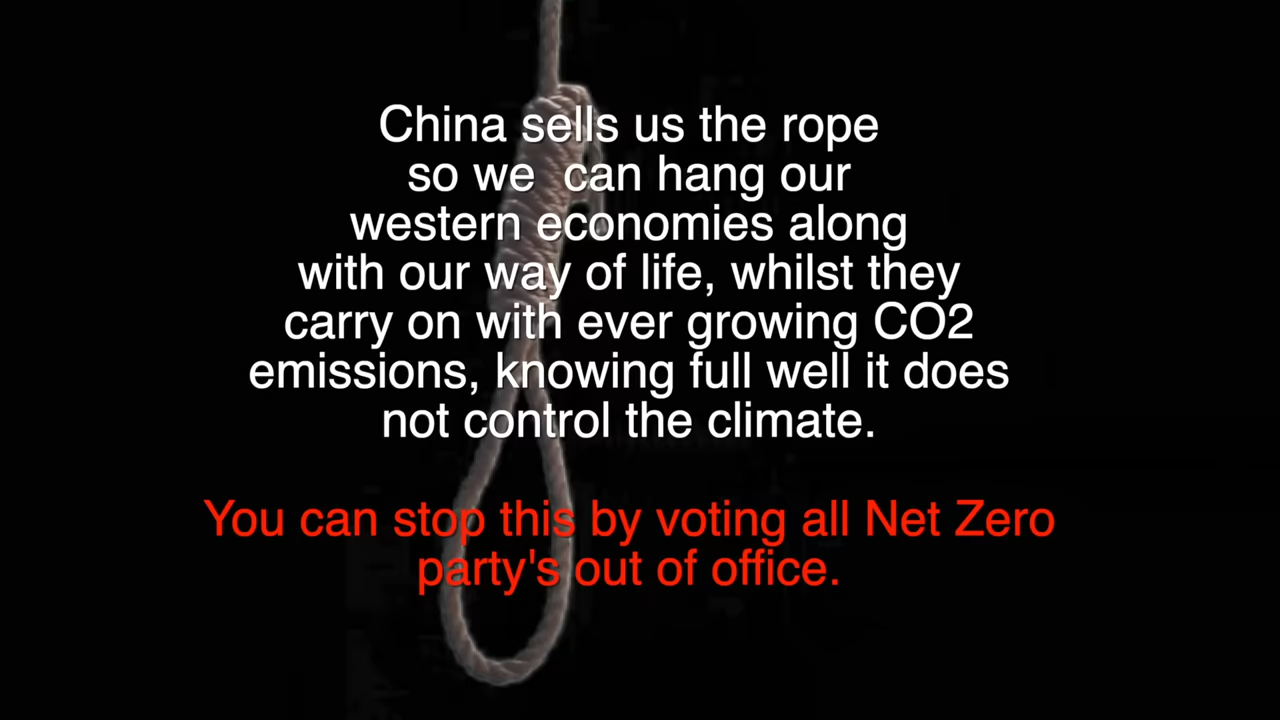 China sells us the rope
so we  can hang our
western economies along
with our way of life, whilst they
carry on with ever growing CO2
emissions, knowing full well it does
not control the climate.
You can stop this by voting all Net Zero
party's out of office.